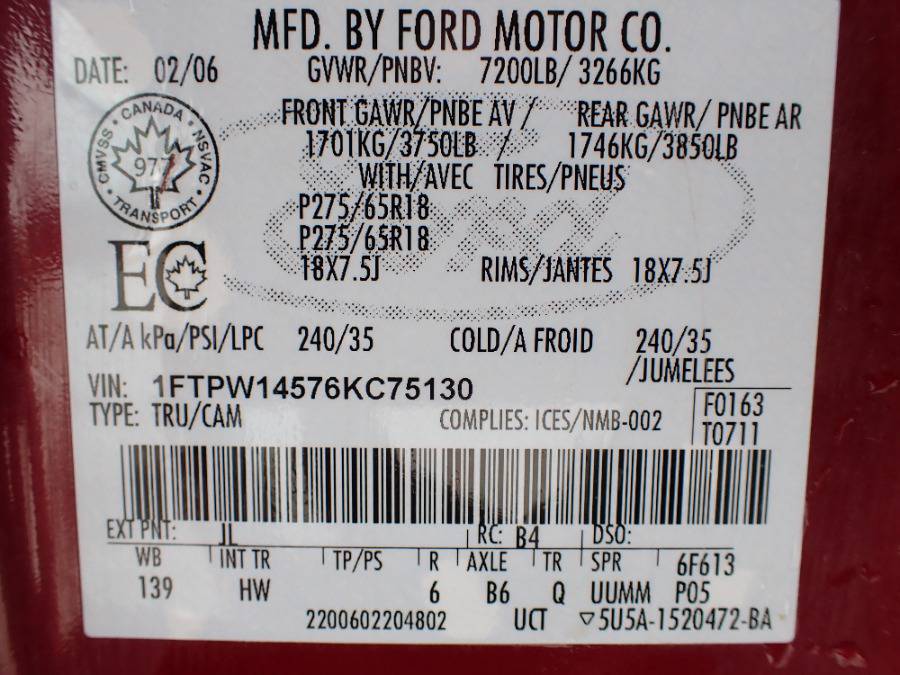 MFD. BY FORD MOTOR CO.
DATE: 02/06 GVWR/PNBV: 7200LB/ 3266KG
FRONT GAWR/PNBE AV / REAR GAWR/ PNBE AR
1701KG/3750LB / 1746KG/3850LB
WITH/AVEC TIRES/PNEUS
P275/65R18
P275/65R18
18X7.5J RIMS/JANTES 18X7.5J
CANADA
CMVSS NSVAC
977
TRANSPORT
EC
AT/A kPa/PSI/LPC 240/35 COLD/A FROID 240/35
/JUMELEES
VIN: 1FTPW14576KC75130
TYPE: TRU/CAM COMPLIES: ICES/NMB-002
F0163
T0711
EXT PNT: JL RC: B4 DSO:
WB INT TR TP/PS R AXLE TR SPR 6F613
139 HW 6 B6 Q UUMM P05
2200602204802 UCT ▽5U5A-1520472-BA